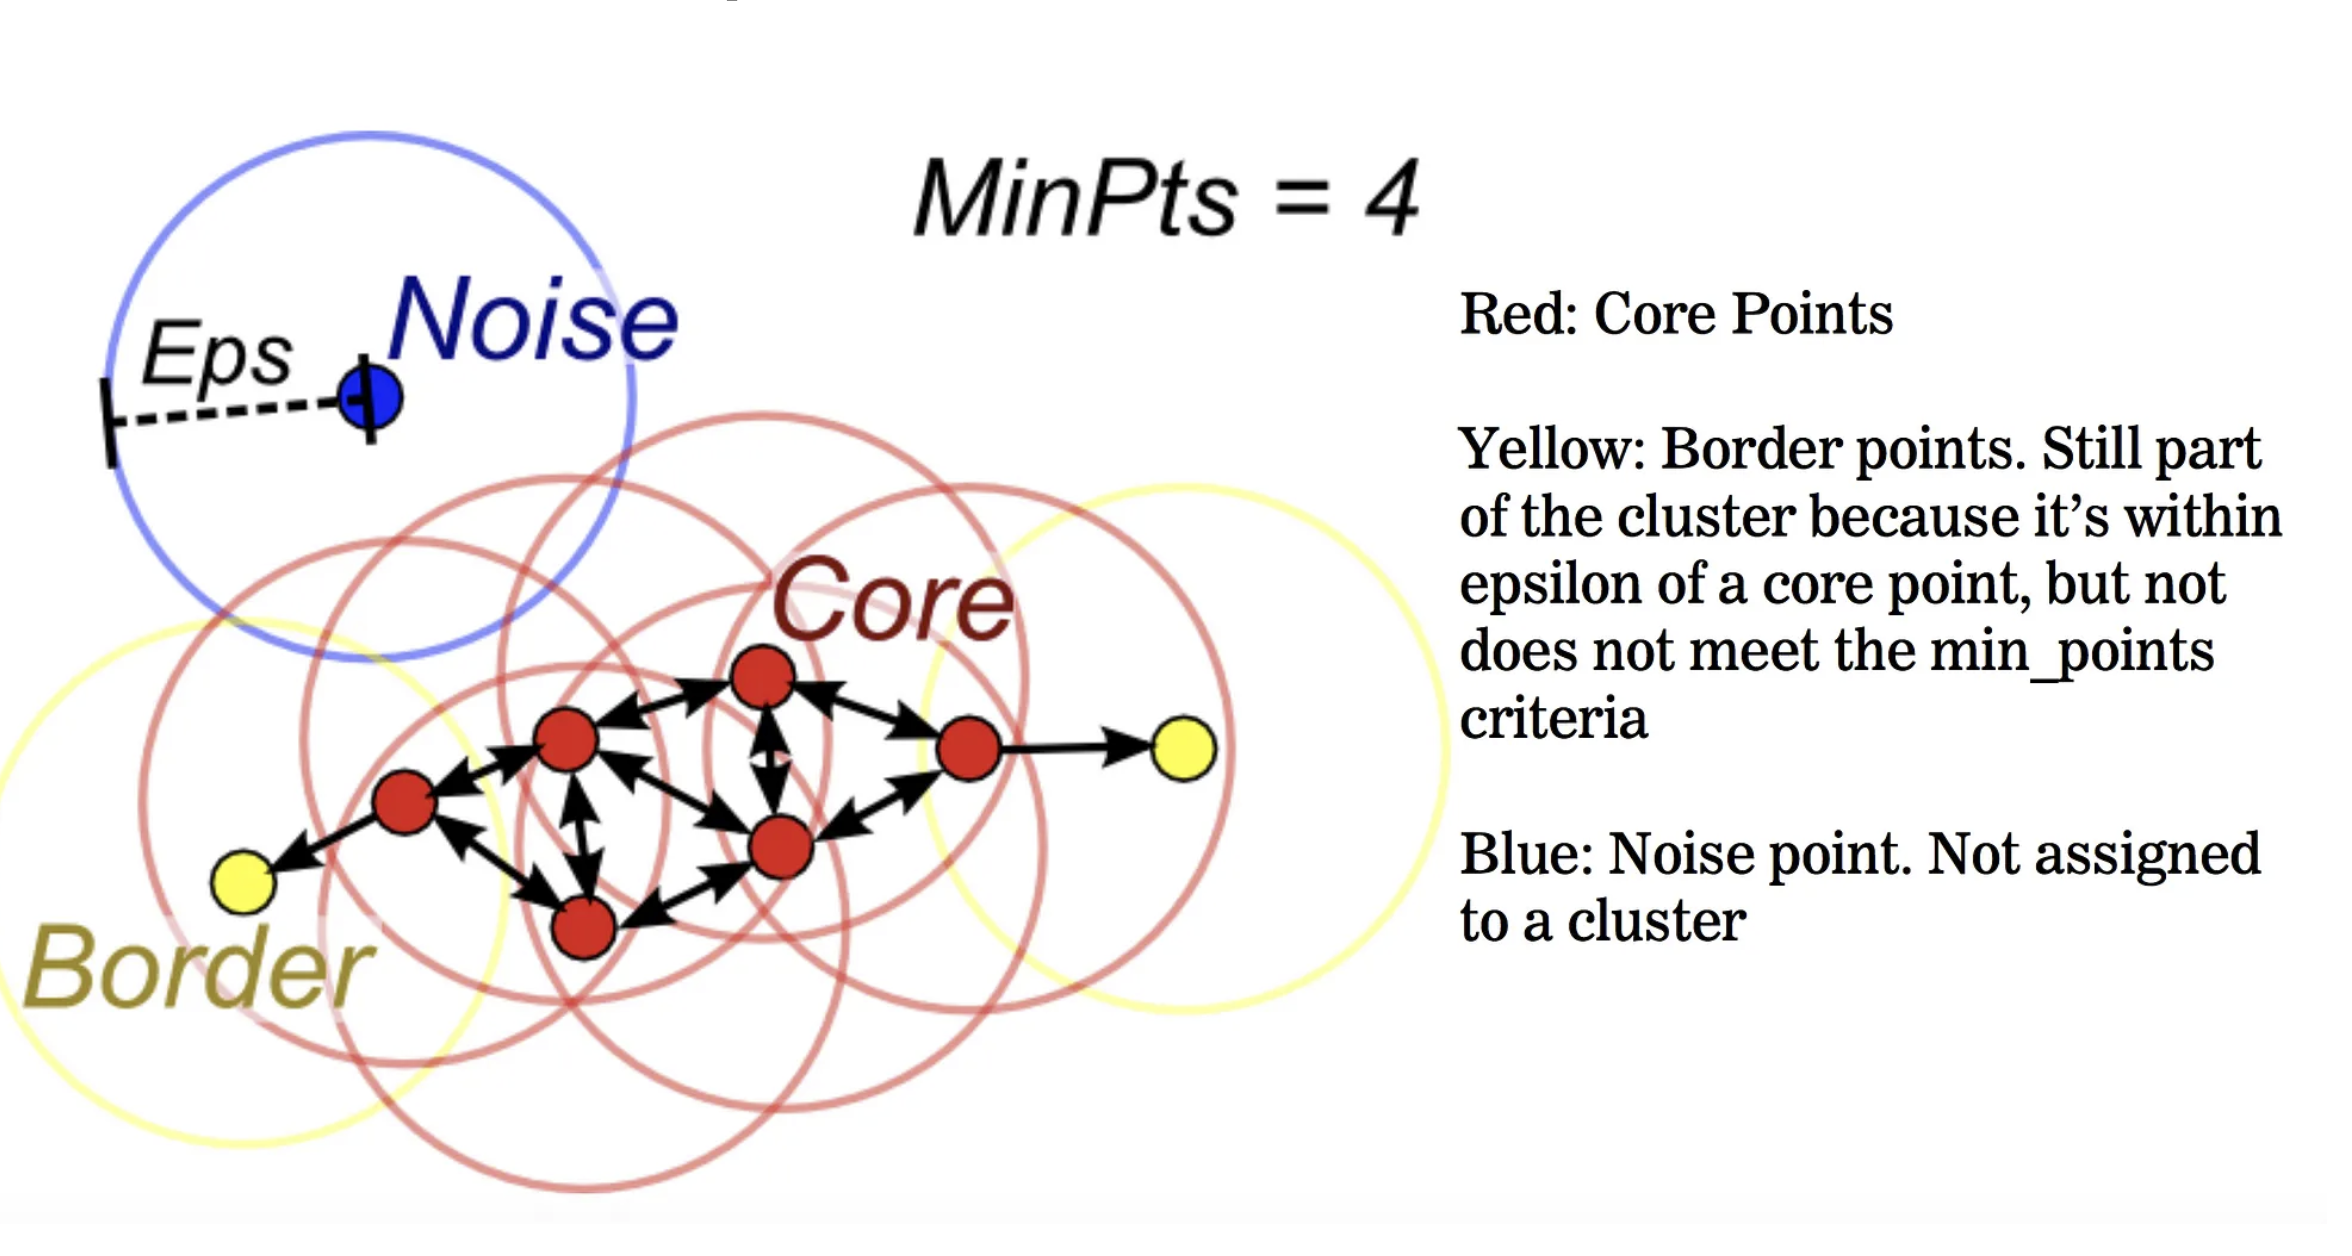 MinPts = 4
Noise
Eps
Core
Border
Red: Core Points
Yellow: Border points. Still part
of the cluster because it’s within
epsilon of a core point, but not
does not meet the min_points
criteria
Blue: Noise point. Not assigned
to a cluster